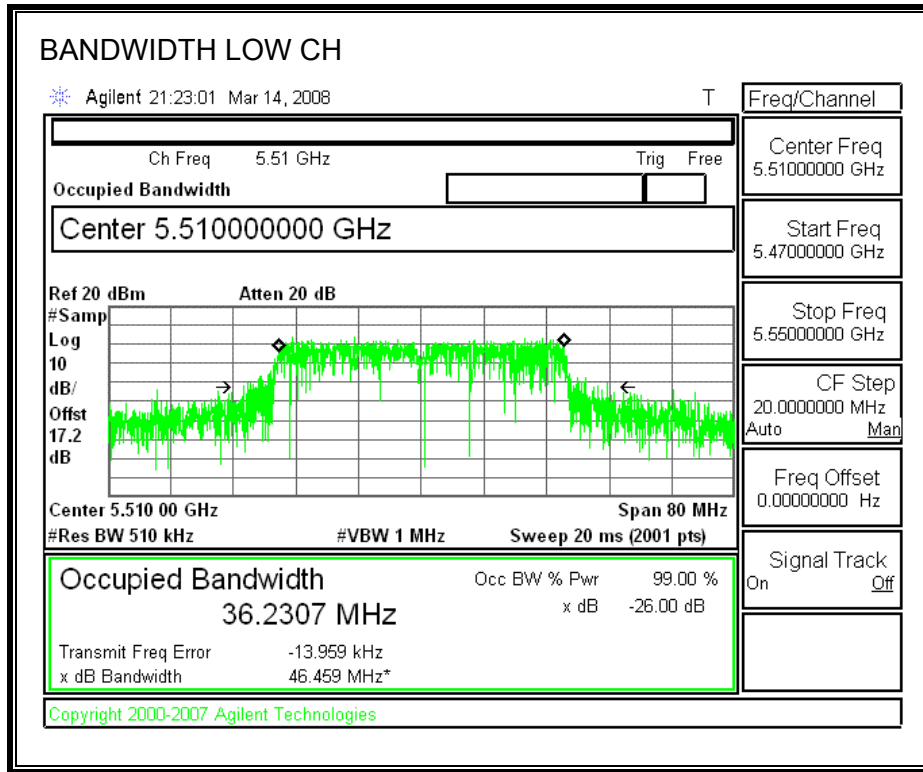 BANDWIDTH LOW CH
Agilent 21:23:01 Mar 14, 2008 T
Freq/Channel
Ch Freq 5.51 GHz Trig Free
Occupied Bandwidth
Center 5.510000000 GHz
Ref 20 dBm Atten 20 dB
#Samp
Log
10
dB/
Offst
17.2
dB
Center 5.510 00 GHz Span 80 MHz
#Res BW 510 kHz #VBW 1 MHz Sweep 20 ms (2001 pts)
Occupied Bandwidth Occ BW % Pwr 99.00 %
36.2307 MHz x dB -26.00 dB
Transmit Freq Error -13.959 kHz
x dB Bandwidth 46.459 MHz*
Copyright 2000-2007 Agilent Technologies
Center Freq
5.51000000 GHz
Start Freq
5.47000000 GHz
Stop Freq
5.55000000 GHz
CF Step
20.0000000 MHz
Auto Man
Freq Offset
0.00000000 Hz
Signal Track
On Off